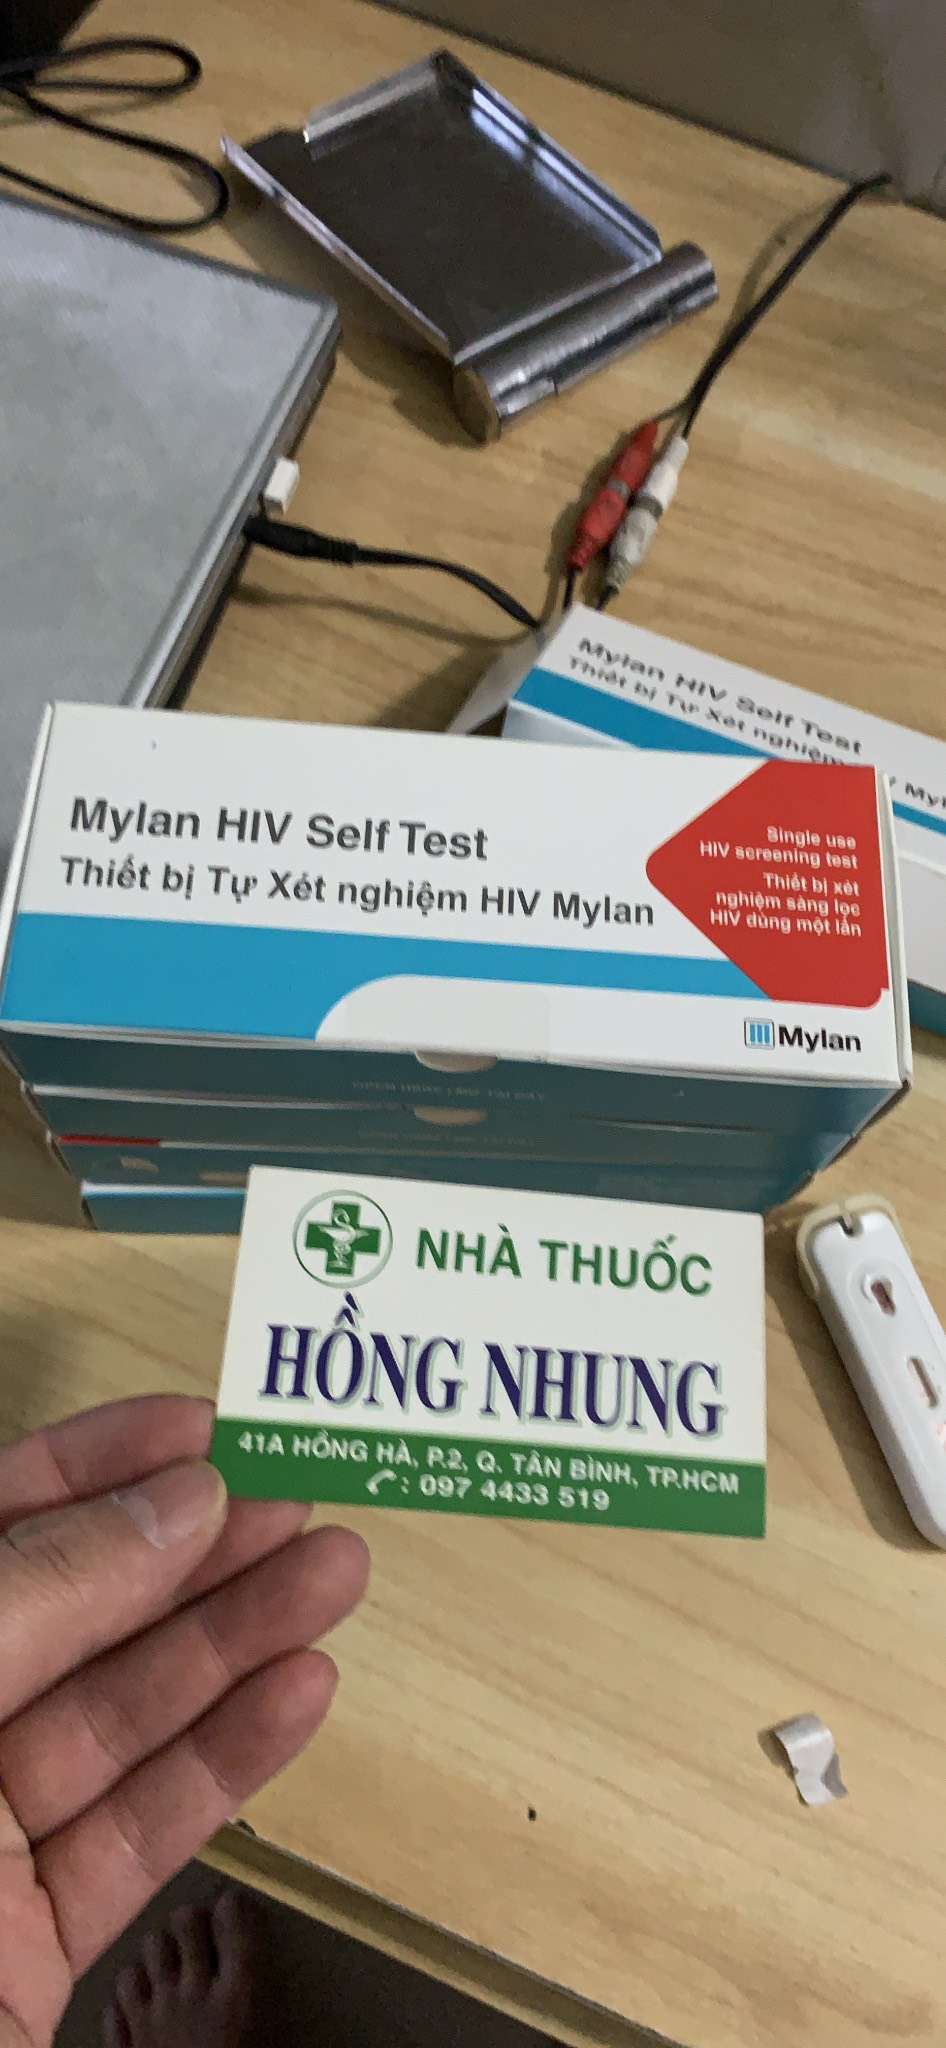 Mylan HIV Self Test
Thiết bị Tự Xét nghiệm
Mylan HIV Self Test
Thiết bị Tự Xét nghiệm HIV Mylan
Single use
HIV screening test
Thiết bị xét
nghiệm sàng lọc
HIV dùng một lần
Mylan
NHÀ THUỐC
HỒNG NHUNG
41A HỒNG HÀ, P.2, Q. TÂN BÌNH, TP.HCM
: 097 4433 519